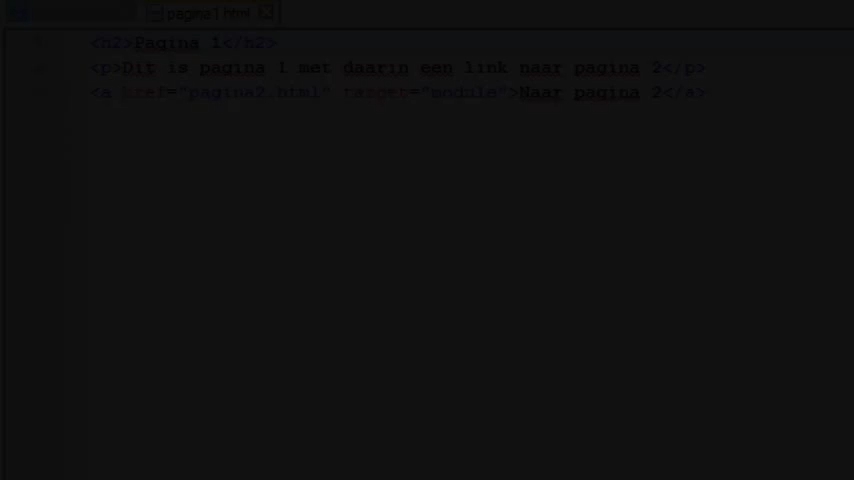 pagina1 html
<h2>Pagina 1</h2>
<p>Dit is pagina 1 met daarin een link naar pagina 2</p>
<a href="pagina2.html" target="module">Naar pagina 2</a>